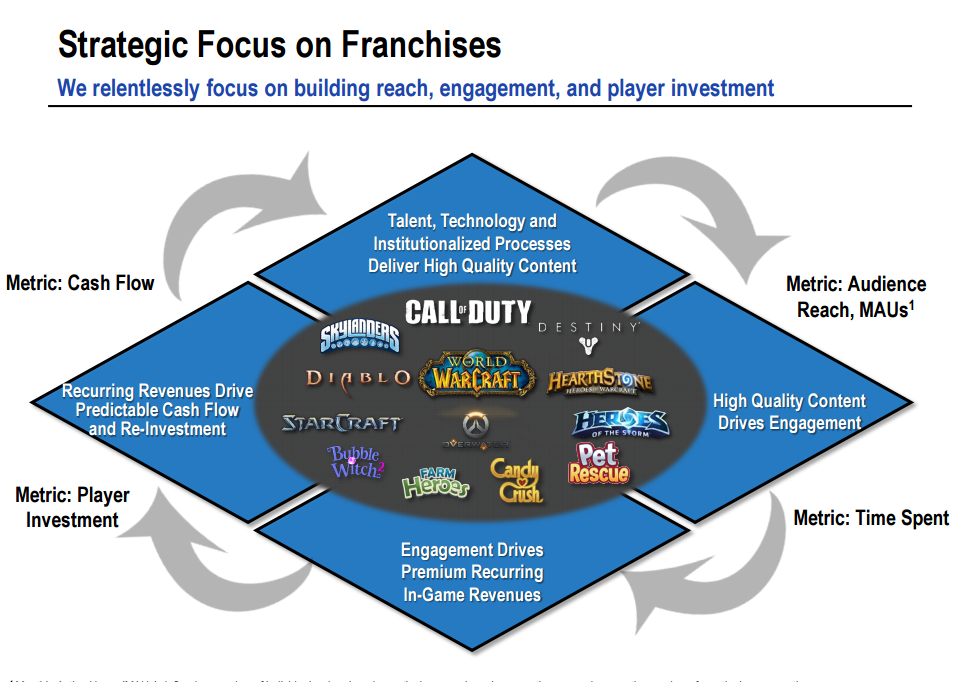 Strategic Focus on Franchises
We relentlessly focus on building reach, engagement, and player investment
Talent, Technology and
Institutionalized Processes
Deliver High Quality Content
Metric: Cash Flow
Metric: Audience
Reach, MAUs¹
CALL OF DUTY
SKYLANDERS
DESTINY
DIABLO
WORLD
WARCRAFT
HEARTHSTONE
HEROES OF WARCRAFT
Recurring Revenues Drive
Predictable Cash Flow
and Re-Investment
High Quality Content
Drives Engagement
STARCRAFT
OVERWATCH
HEROES
OF THE STORM
Bubble
Witch 2
FARM
Heroes
Candy
Crush
Pet
Rescue
Metric: Player
Investment
Metric: Time Spent
Engagement Drives
Premium Recurring
In-Game Revenues